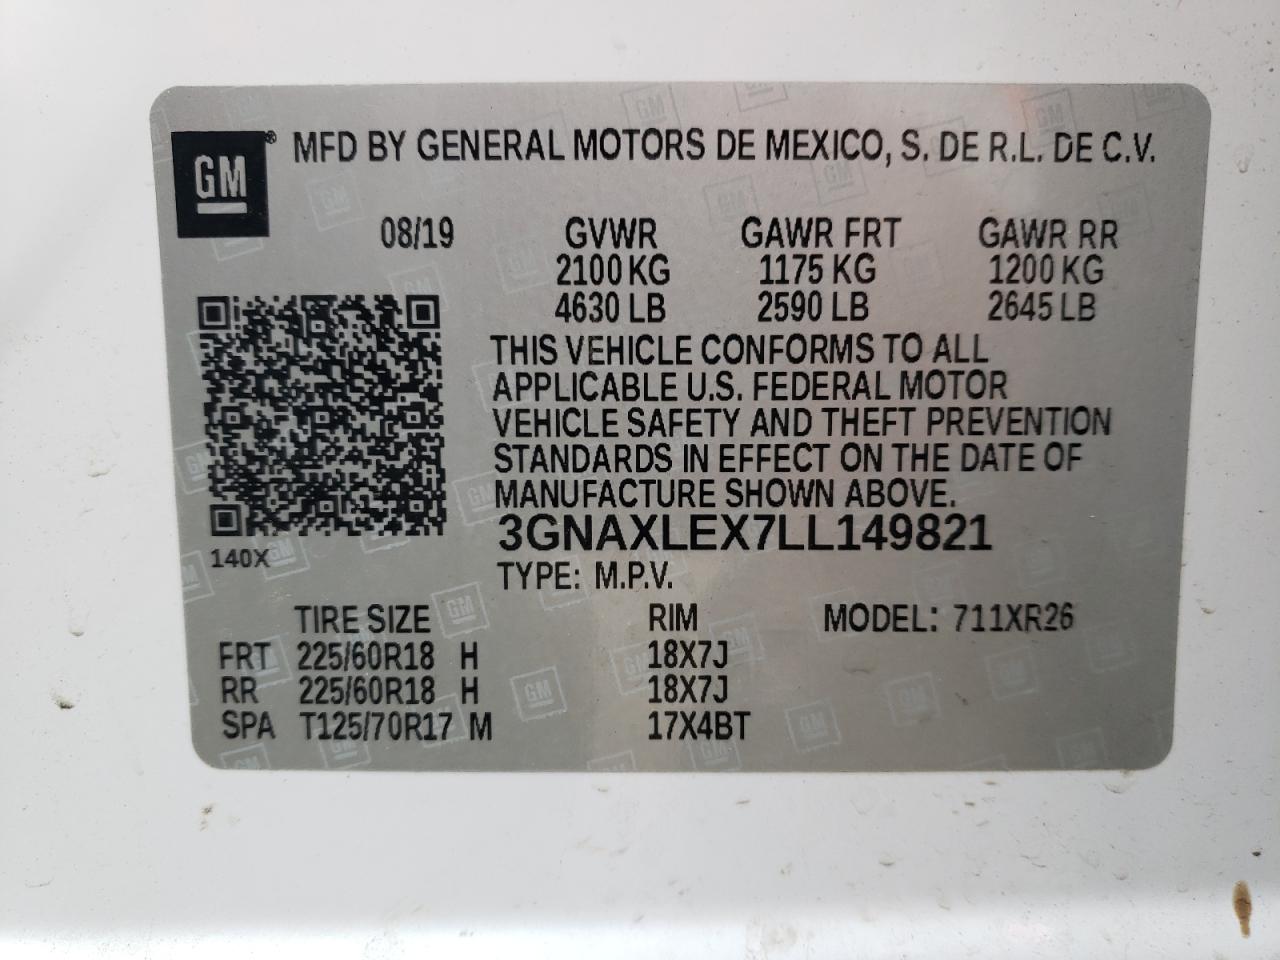 GM® MFD BY GENERAL MOTORS DE MEXICO, S. DE R.L. DE C.V.
08/19 GVWR GAWR FRT GAWR RR
2100 KG 1175 KG 1200 KG
4630 LB 2590 LB 2645 LB
THIS VEHICLE CONFORMS TO ALL
APPLICABLE U.S. FEDERAL MOTOR
VEHICLE SAFETY AND THEFT PREVENTION
STANDARDS IN EFFECT ON THE DATE OF
MANUFACTURE SHOWN ABOVE.
3GNAXLEX7LL149821
140X
TYPE: M.P.V.
TIRE SIZE RIM MODEL: 711XR26
FRT 225/60R18 H 18X7J
RR 225/60R18 H 18X7J
SPA T125/70R17 M 17X4BT